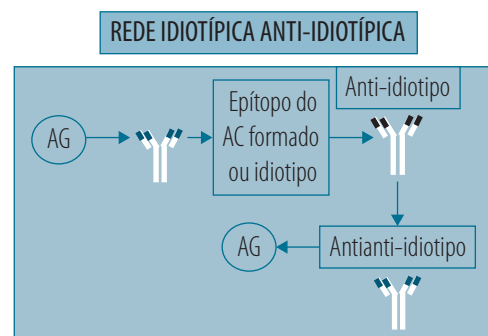 REDE IDIOTÍPICA ANTI-IDIOTÍPICA
Anti-idiotipo
AG
Epítopo do
AC formado
ou idiotipo
AG
Antianti-idiotipo